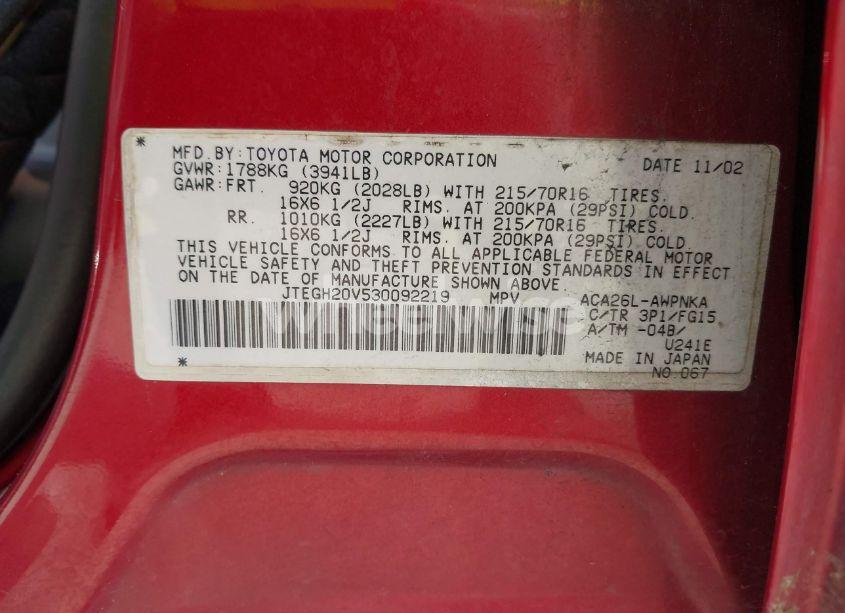 MFD.BY:TOYOTA MOTOR CORPORATION DATE 11/02
GVWR:1788KG (3941LB)
GAWR:FRT. 920KG (2028LB) WITH 215/70R16 TIRES.
16X6 1/2J RIMS. AT 200KPA (29PSI) COLD.
RR. 1010KG (2227LB) WITH 215/70R16 TIRES.
16X6 1/2J RIMS. AT 200KPA (29PSI) COLD
THIS VEHICLE CONFORMS TO ALL APPLICABLE FEDERAL MOTOR
VEHICLE SAFETY AND THEFT PREVENTION STANDARDS IN EFFECT
ON THE DATE OF MANUFACTURE SHOWN ABOVE.
JTEGH20V530092219 MPV ACA26L-AWPNKA
C/TR 3P1/FG15
A/TM -04B/
U241E
MADE IN JAPAN
NO.067
wheelwise